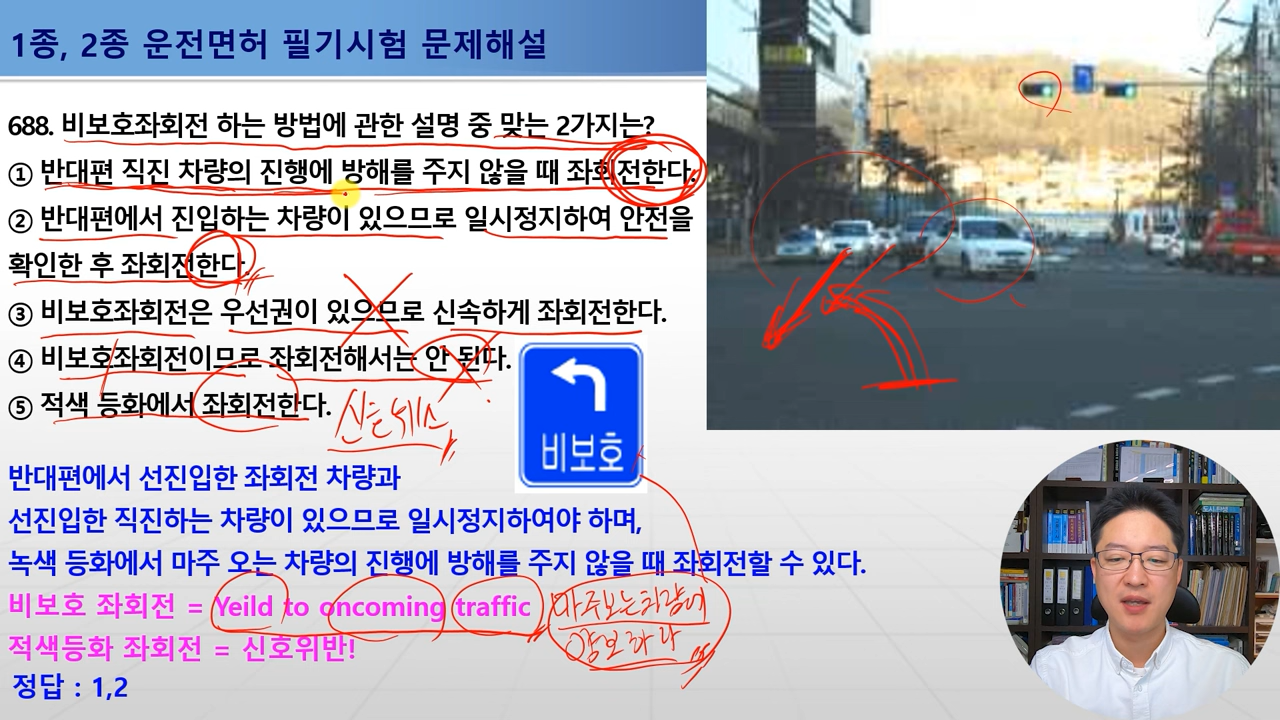 1종, 2종 운전면허 필기시험 문제해설
688. 비보호좌회전 하는 방법에 관한 설명 중 맞는 2가지는?
① 반대편 직진 차량의 진행에 방해를 주지 않을 때 좌회전한다.
② 반대편에서 진입하는 차량이 있으므로 일시정지하여 안전을
확인한 후 좌회전한다.
③ 비보호좌회전은 우선권이 있으므로 신속하게 좌회전한다.
④ 비보호좌회전이므로 좌회전해서는 안 된다.
⑤ 적색 등화에서 좌회전한다.
비보호
반대편에서 선진입한 좌회전 차량과
선진입한 직진하는 차량이 있으므로 일시정지하여야 하며,
녹색 등화에서 마주 오는 차량의 진행에 방해를 주지 않을 때 좌회전할 수 있다.
비보호 좌회전 = Yeild to oncoming traffic
마주보는차량에
양보하라
적색등화 좌회전 = 신호위반!
정답 : 1,2